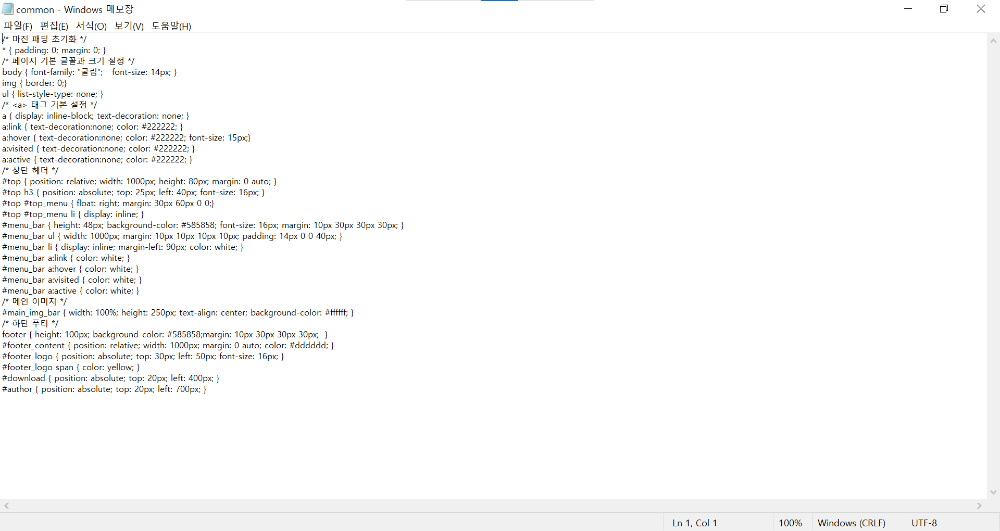 common - Windows 메모장
파일(F) 편집(E) 서식(O) 보기(V) 도움말(H)
/* 마진 패딩 초기화 */
* { padding: 0; margin: 0; }
/* 페이지 기본 글꼴과 크기 설정 */
body { font-family: "굴림";   font-size: 14px; }
img { border: 0;}
ul { list-style-type: none; }
/* <a> 태그 기본 설정 */
a { display: inline-block; text-decoration: none; }
a:link { text-decoration:none; color: #222222; }
a:hover { text-decoration:none; color: #222222; font-size: 15px;}
a:visited { text-decoration:none; color: #222222; }
a:active { text-decoration:none; color: #222222; }
/* 상단 헤더 */
#top { position: relative; width: 1000px; height: 80px; margin: 0 auto; }
#top h3 { position: absolute; top: 25px; left: 40px; font-size: 16px; }
#top #top_menu { float: right; margin: 30px 60px 0 0;}
#top #top_menu li { display: inline; }
#menu_bar { height: 48px; background-color: #585858; font-size: 16px; margin: 10px 30px 30px 30px; }
#menu_bar ul { width: 1000px; margin: 10px 10px 10px 10px; padding: 14px 0 0 40px; }
#menu_bar li { display: inline; margin-left: 90px; color: white; }
#menu_bar a:link { color: white; }
#menu_bar a:hover { color: white; }
#menu_bar a:visited { color: white; }
#menu_bar a:active { color: white; }
/* 메인 이미지 */
#main_img_bar { width: 100%; height: 250px; text-align: center; background-color: #ffffff; }
/* 하단 푸터 */
footer { height: 100px; background-color: #585858;margin: 10px 30px 30px 30px;  }
#footer_content { position: relative; width: 1000px; margin: 0 auto; color: #dddddd; }
#footer_logo { position: absolute; top: 30px; left: 50px; font-size: 16px; }
#footer_logo span { color: yellow; }
#download { position: absolute; top: 20px; left: 400px; }
#author { position: absolute; top: 20px; left: 700px; }
Ln 1, Col 1 100% Windows (CRLF) UTF-8